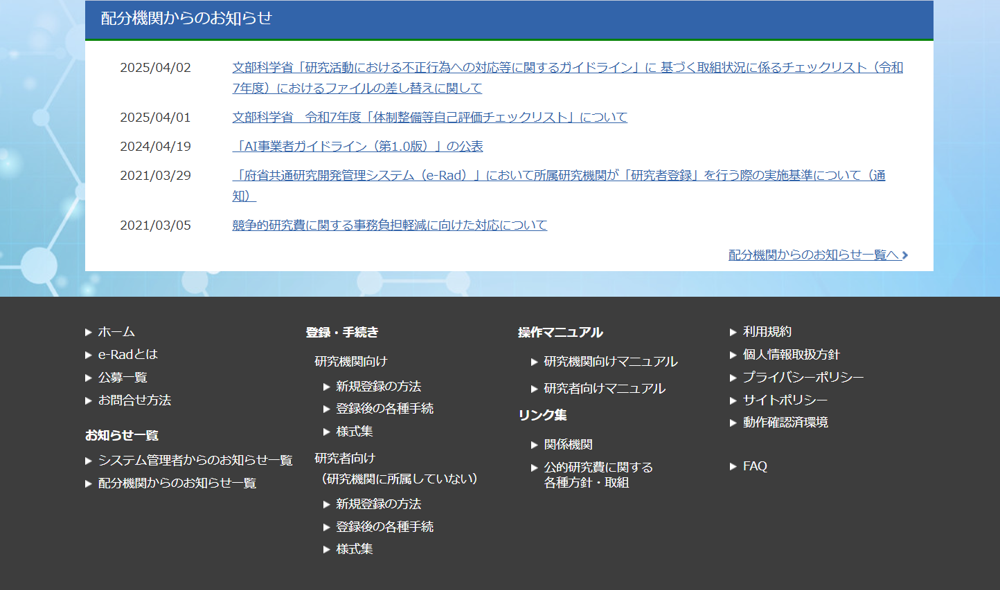 配分機関からのお知らせ
2025/04/02 文部科学省「研究活動における不正行為への対応等に関するガイドライン」に 基づく取組状況に係るチェックリスト（令和
7年度）におけるファイルの差し替えに関して
2025/04/01 文部科学省　令和7年度「体制整備等自己評価チェックリスト」について
2024/04/19 「AI事業者ガイドライン（第1.0版）」の公表
2021/03/29 「府省共通研究開発管理システム（e-Rad）」において所属研究機関が「研究者登録」を行う際の実施基準について（通
知）
2021/03/05 競争的研究費に関する事務負担軽減に向けた対応について
配分機関からのお知らせ一覧へ
ホーム
e-Radとは
公募一覧
お問合せ方法
お知らせ一覧
システム管理者からのお知らせ一覧
配分機関からのお知らせ一覧
登録・手続き
研究機関向け
新規登録の方法
登録後の各種手続
様式集
研究者向け
（研究機関に所属していない）
新規登録の方法
登録後の各種手続
様式集
操作マニュアル
研究機関向けマニュアル
研究者向けマニュアル
リンク集
関係機関
公的研究費に関する
各種方針・取組
利用規約
個人情報取扱方針
プライバシーポリシー
サイトポリシー
動作確認済環境
FAQ